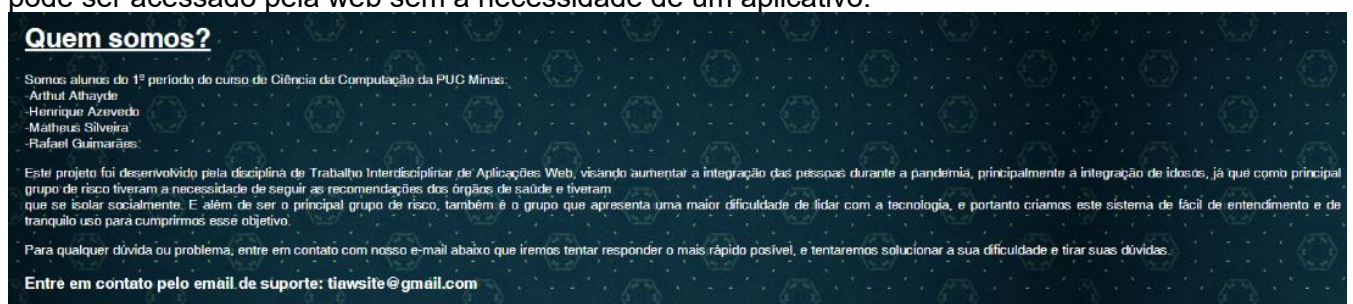 pode ser acessado pela web sem a necessidade de um aplicativo.
Quem somos?
Somos alunos do 1º período do curso de Ciência da Computação da PUC Minas:
-Arthut Athayde
-Henrique Azevedo
-Matheus Silveira
-Rafael Guimarães
Este projeto foi desenvolvido pela disciplina de Trabalho Interdisciplinar de Aplicações Web, visando aumentar a integração das pessoas durante a pandemia, principalmente a integração de idosos, já que como principal
grupo de risco tiveram a necessidade de seguir as recomendações dos órgãos de saúde e tiveram
que se isolar socialmente. E além de ser o principal grupo de risco, também é o grupo que apresenta uma maior dificuldade de lidar com a tecnologia, e portanto criamos este sistema de fácil de entendimento e de
tranquilo uso para cumprirmos esse objetivo.
Para qualquer dúvida ou problema, entre em contato com nosso e-mail abaixo que iremos tentar responder o mais rápido posível, e tentaremos solucionar a sua dificuldade e tirar suas dúvidas.
Entre em contato pelo email de suporte: tiawsite@gmail.com